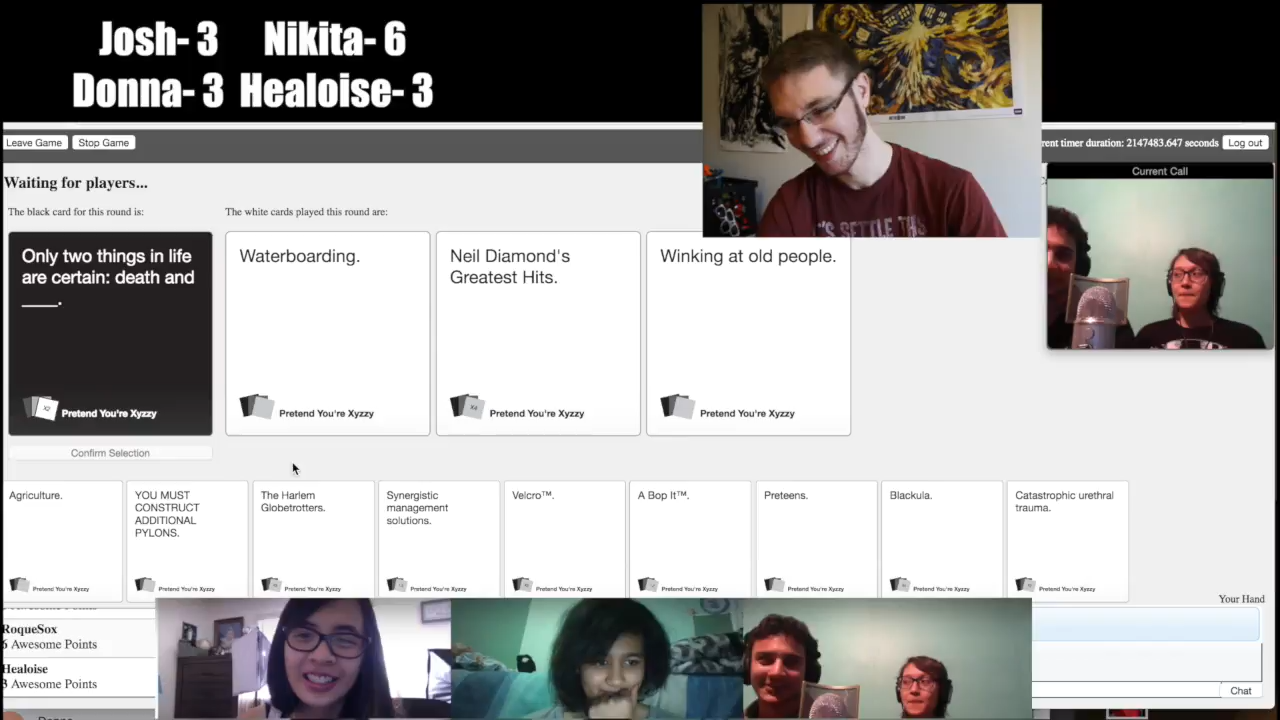 Josh- 3 Nikita- 6
Donna- 3 Healoise- 3
Leave Game Stop Game
timer duration: 2147483.647 seconds Log out
Current Call
Waiting for players...
The black card for this round is:
The white cards played this round are:
Only two things in life
are certain: death and
____.
Pretend You're Xyzzy
Waterboarding.
Pretend You're Xyzzy
Neil Diamond's
Greatest Hits.
Pretend You're Xyzzy
Winking at old people.
Pretend You're Xyzzy
Confirm Selection
Agriculture.
Pretend You're Xyzzy
YOU MUST
CONSTRUCT
ADDITIONAL
PYLONS.
Pretend You're Xyzzy
The Harlem
Globetrotters.
Pretend You're Xyzzy
Synergistic
management
solutions.
Pretend You're Xyzzy
Velcro™.
Pretend You're Xyzzy
A Bop It™.
Pretend You're Xyzzy
Preteens.
Pretend You're Xyzzy
Blackula.
Pretend You're Xyzzy
Catastrophic urethral
trauma.
Pretend You're Xyzzy
Your Hand
RoqueSox
6 Awesome Points
Healoise
3 Awesome Points
Chat
SETTLE